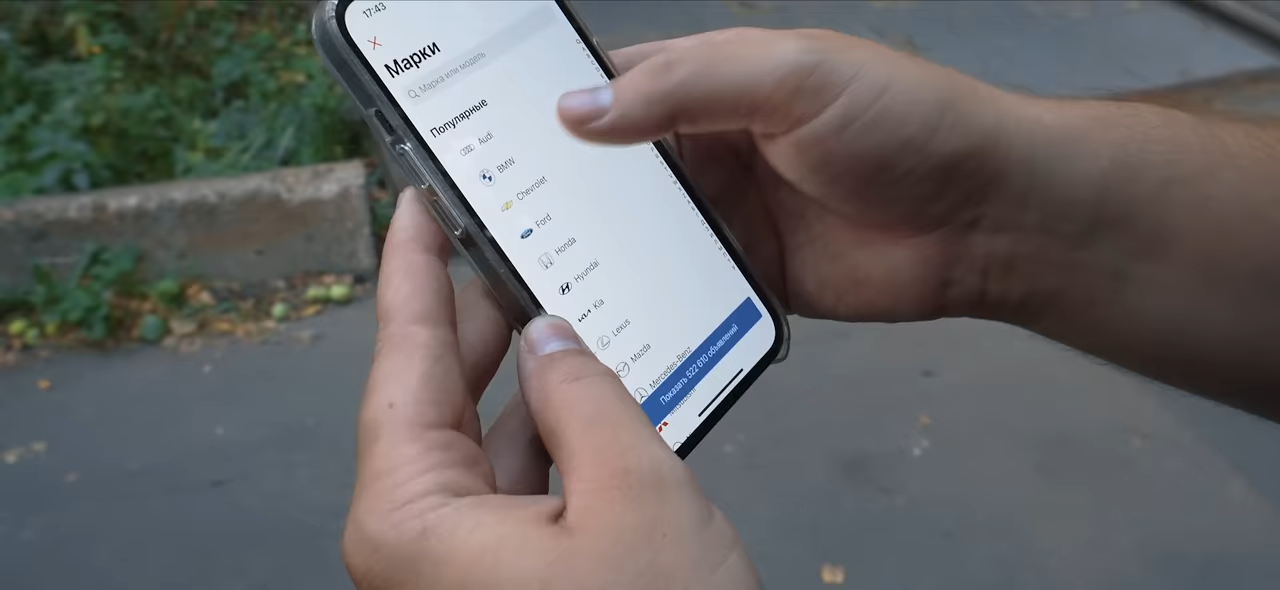 17:43
Марки
Марка или модель
Популярные
Audi
BMW
Chevrolet
Ford
Honda
Hyundai
Kia
Lexus
Mazda
Mercedes-Benz
Показать 522 610 объявлений